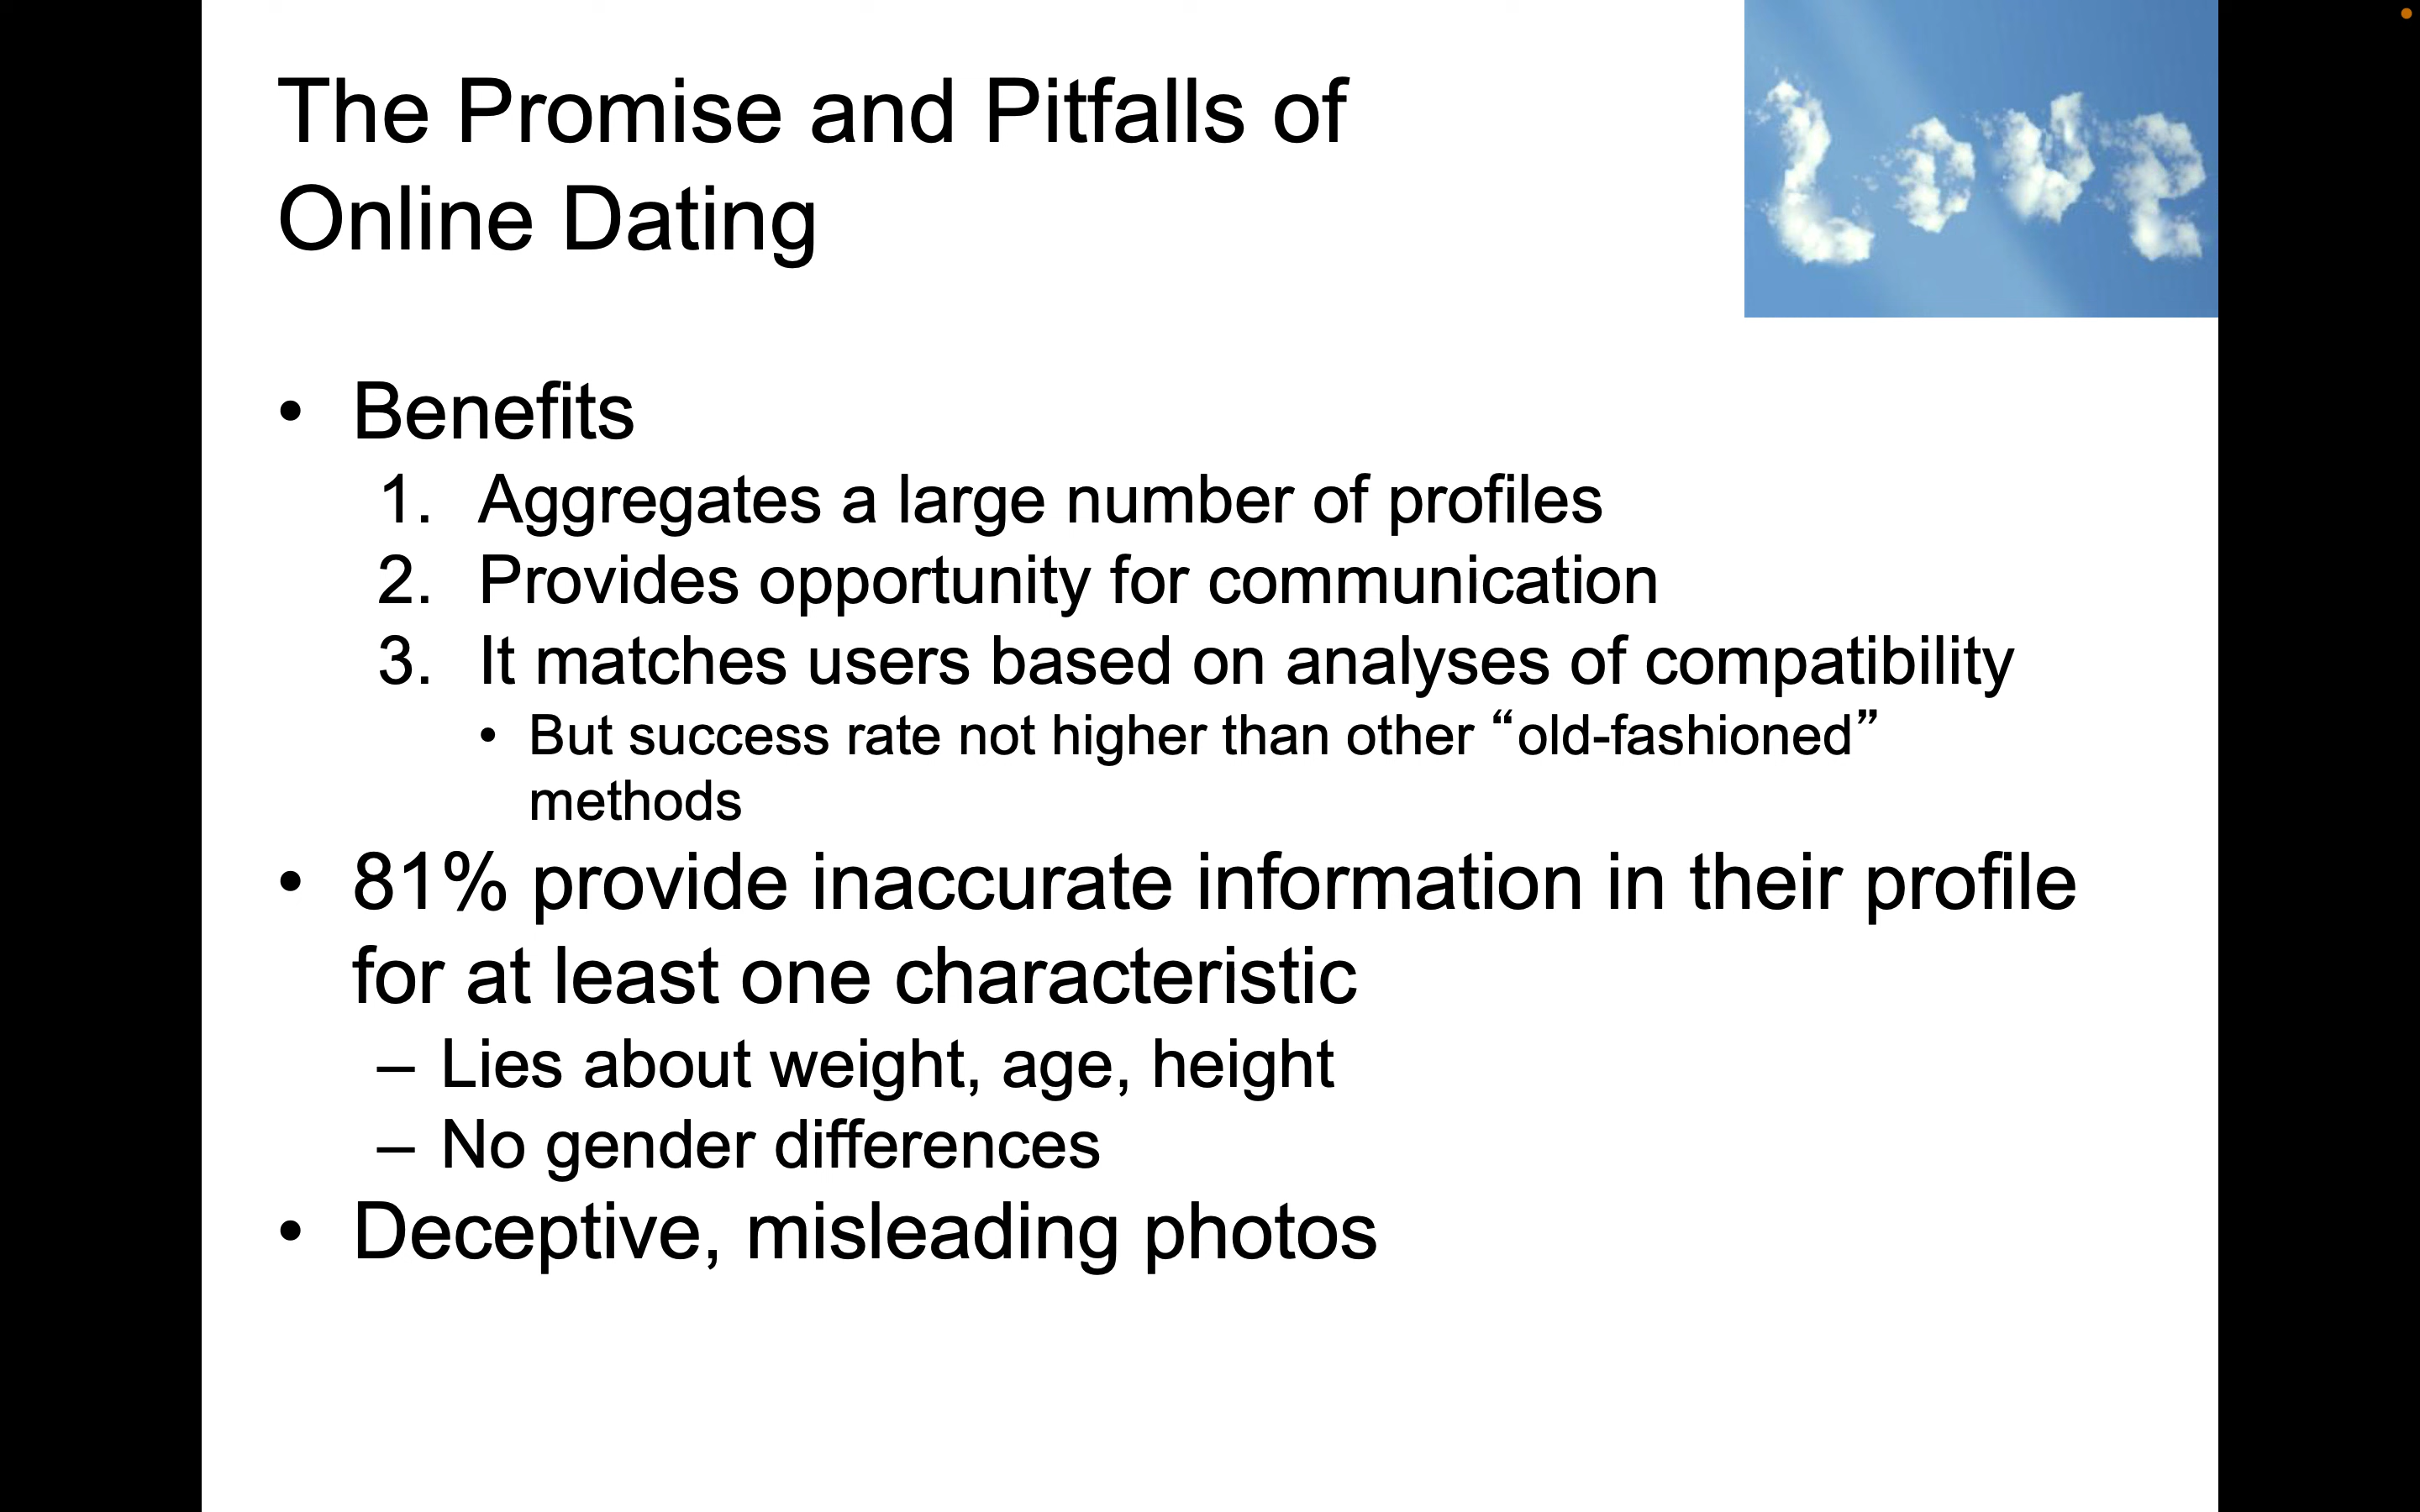 The Promise and Pitfalls of
Online Dating
Love
• Benefits
1. Aggregates a large number of profiles
2. Provides opportunity for communication
3. It matches users based on analyses of compatibility
• But success rate not higher than other “old-fashioned”
methods
• 81% provide inaccurate information in their profile
for at least one characteristic
– Lies about weight, age, height
– No gender differences
• Deceptive, misleading photos